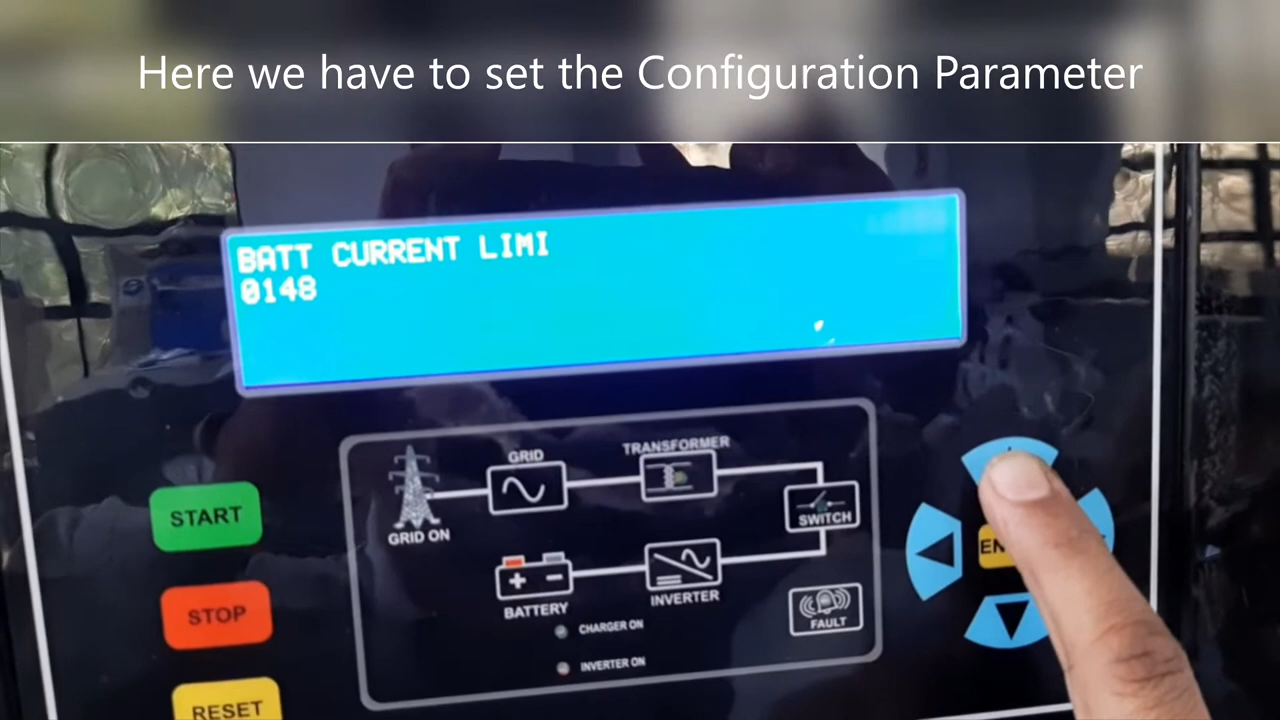 Here we have to set the Configuration Parameter
BATT CURRENT LIMI
0148
GRID
TRANSFORMER
GRID ON
SWITCH
START
STOP
RESET
BATTERY
INVERTER
FAULT
CHARGER ON
INVERTER ON